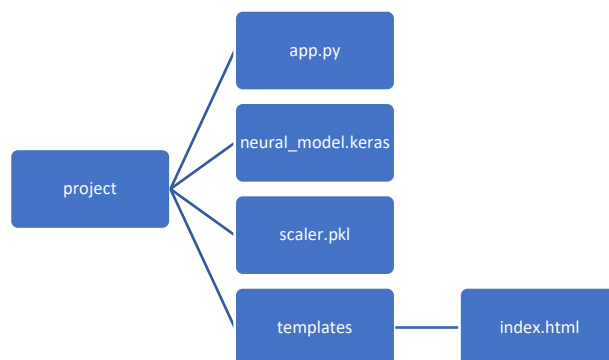 project
app.py
neural_model.keras
scaler.pkl
templates
index.html